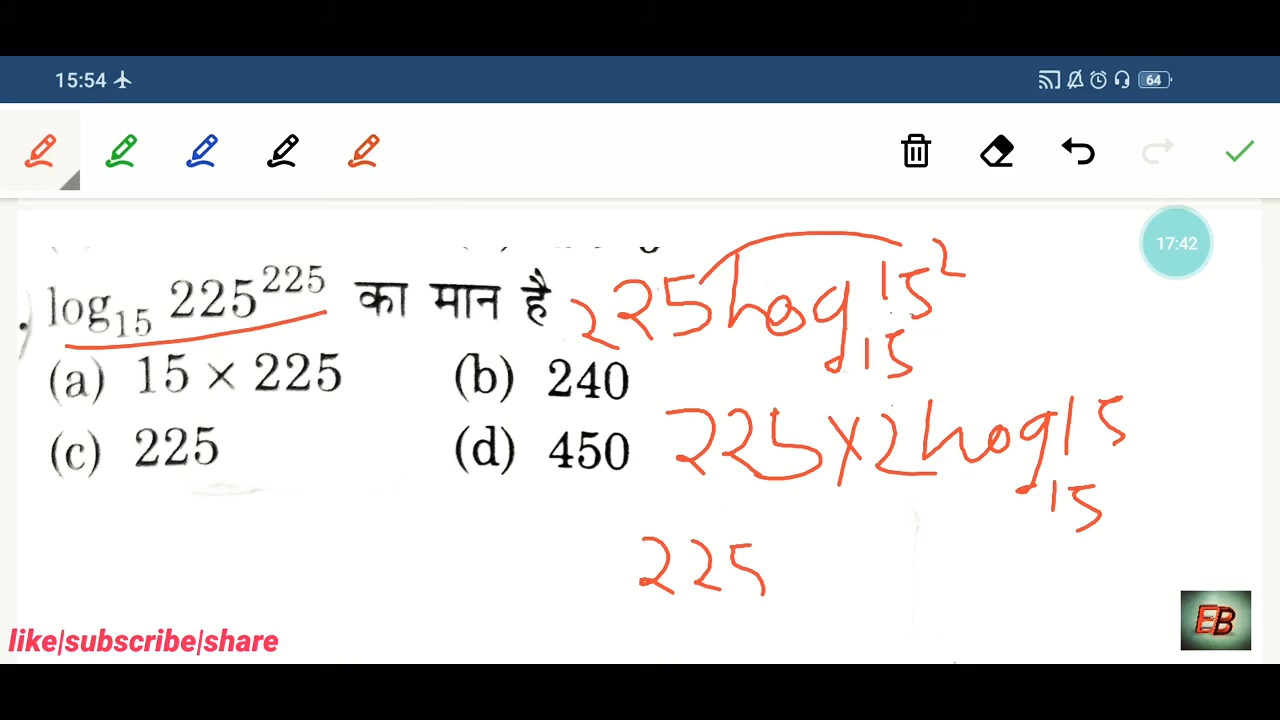 15:54 64
17:42
log₁₅ 225²²⁵ का मान है
225 log₁₅ 15²
(a) 15 × 225 (b) 240
225 × 2 log₁₅ 15
(c) 225 (d) 450
225
like|subscribe|share
EB